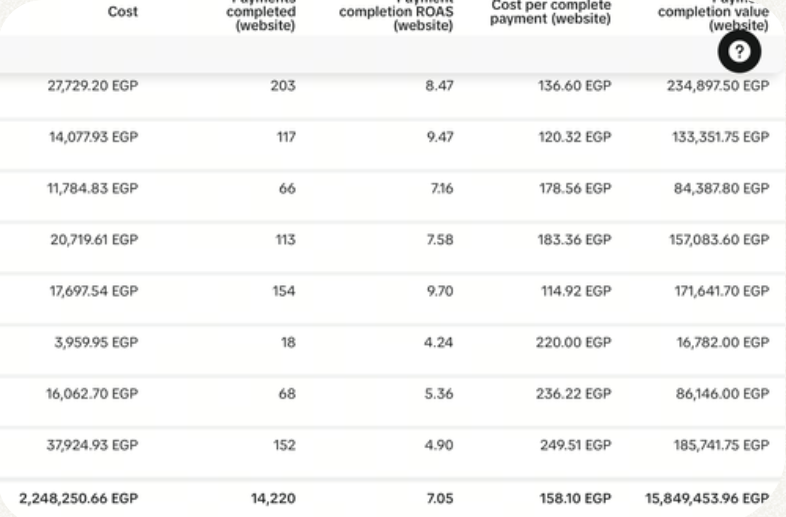 Cost
completed
(website)
completion ROAS
(website)
Cost per complete
payment (website)
completion value
(website)
?
27,729.20 EGP 203 8.47 136.60 EGP 234,897.50 EGP
14,077.93 EGP 117 9.47 120.32 EGP 133,351.75 EGP
11,784.83 EGP 66 7.16 178.56 EGP 84,387.80 EGP
20,719.61 EGP 113 7.58 183.36 EGP 157,083.60 EGP
17,697.54 EGP 154 9.70 114.92 EGP 171,641.70 EGP
3,959.95 EGP 18 4.24 220.00 EGP 16,782.00 EGP
16,062.70 EGP 68 5.36 236.22 EGP 86,146.00 EGP
37,924.93 EGP 152 4.90 249.51 EGP 185,741.75 EGP
2,248,250.66 EGP 14,220 7.05 158.10 EGP 15,849,453.96 EGP